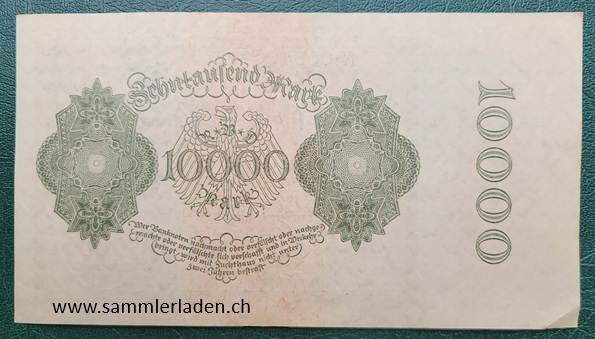 Zehntausend Mark
R·B·D
10000
Mark
Wer Banknoten nachmacht oder verfälscht oder nachge-
machte oder verfälschte sich verschafft und in Verkehr
bringt, wird mit Zuchthaus nicht unter
zwei Jahren bestraft
10000
www.sammlerladen.ch